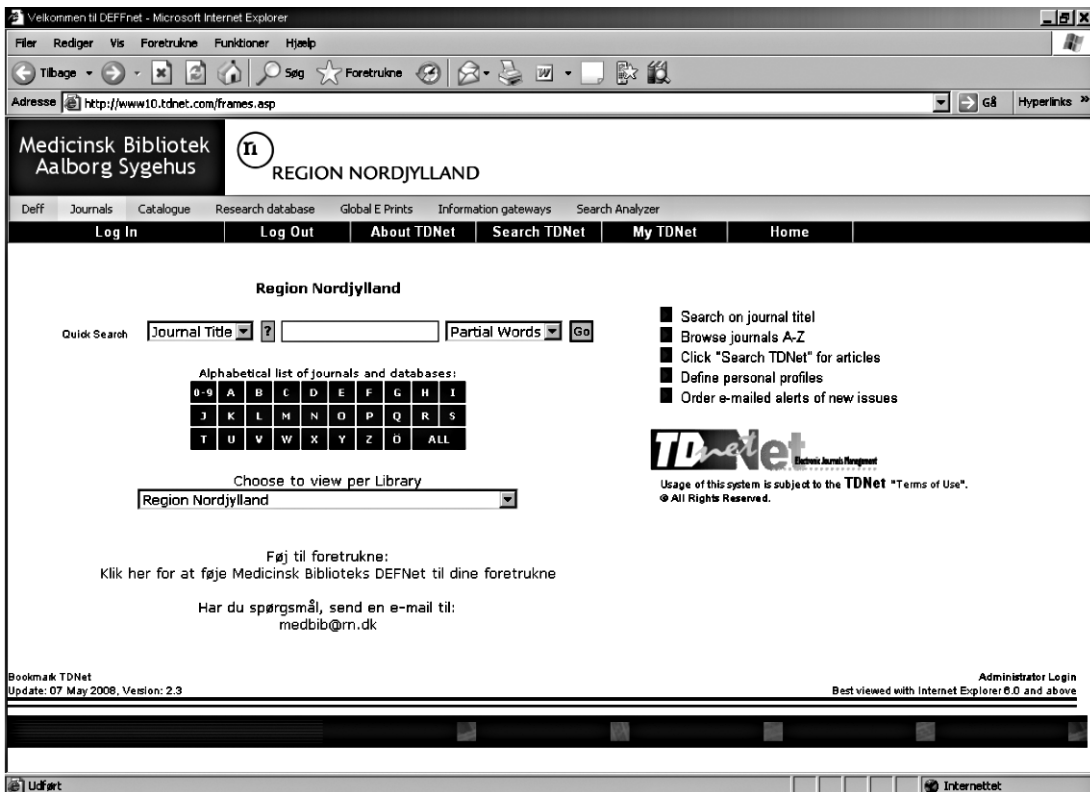 Velkommen til DEFFnet - Microsoft Internet Explorer
Filer Rediger Vis Foretrukne Funktioner Hjælp
Tilbage Søg Foretrukne
Adresse http://www10.tdnet.com/frames.asp Gå Hyperlinks »
Medicinsk Bibliotek
Aalborg Sygehus
n
REGION NORDJYLLAND
Deff Journals Catalogue Research database Global E Prints Information gateways Search Analyzer
Log In Log Out About TDNet Search TDNet My TDNet Home
Region Nordjylland
Quick Search Journal Title ? Partial Words Go
Alphabetical list of journals and databases:
0-9 A B C D E F G H I
J K L M N O P Q R S
T U V W X Y Z Ö ALL
Choose to view per Library
Region Nordjylland
Føj til foretrukne:
Klik her for at føje Medicinsk Biblioteks DEFNet til dine foretrukne
Har du spørgsmål, send en e-mail til:
medbib@rn.dk
Search on journal titel
Browse journals A-Z
Click "Search TDNet" for articles
Define personal profiles
Order e-mailed alerts of new issues
TDnet Net
Electronic Journals Management
Usage of this system is subject to the TDNet "Terms of Use".
© All Rights Reserved.
Bookmark TDNet
Update: 07 May 2008, Version: 2.3
Administrator Login
Best viewed with Internet Explorer 6.0 and above
Udført Internettet